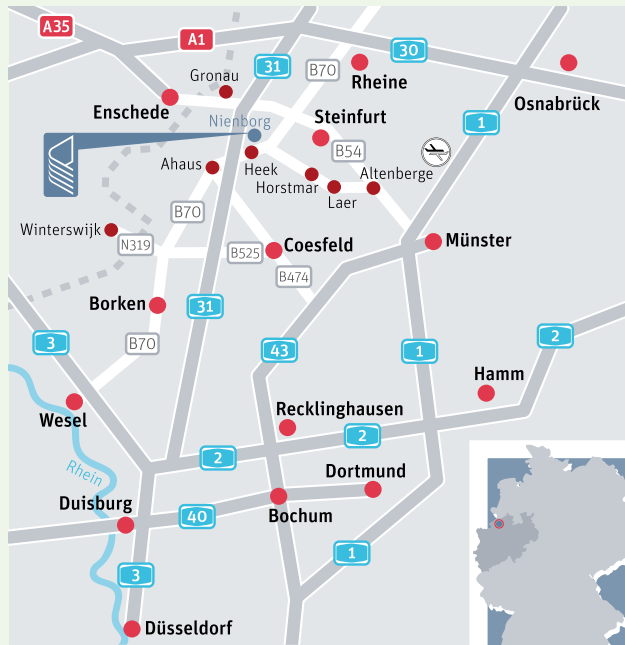 A35
A1
30
31
B70
Gronau
Rheine
Osnabrück
Enschede
Nienborg
Steinfurt
1
B54
Ahaus
Heek
Horstmar
Altenberge
Laer
B70
Winterswijk
N319
B525
Coesfeld
Münster
B474
Borken
31
3
B70
43
1
2
Hamm
Wesel
Recklinghausen
2
2
Rhein
Dortmund
Duisburg
Bochum
40
1
3
Düsseldorf